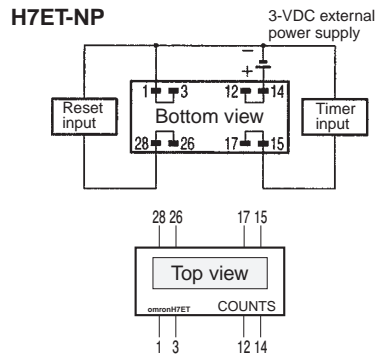 H7ET-NP
3-VDC external
power supply
−
+
1 3 12 14
Reset
input
Bottom view
Timer
input
28 26 17 15
28 26 17 15
Top view
omronH7ET COUNTS
1 3 12 14